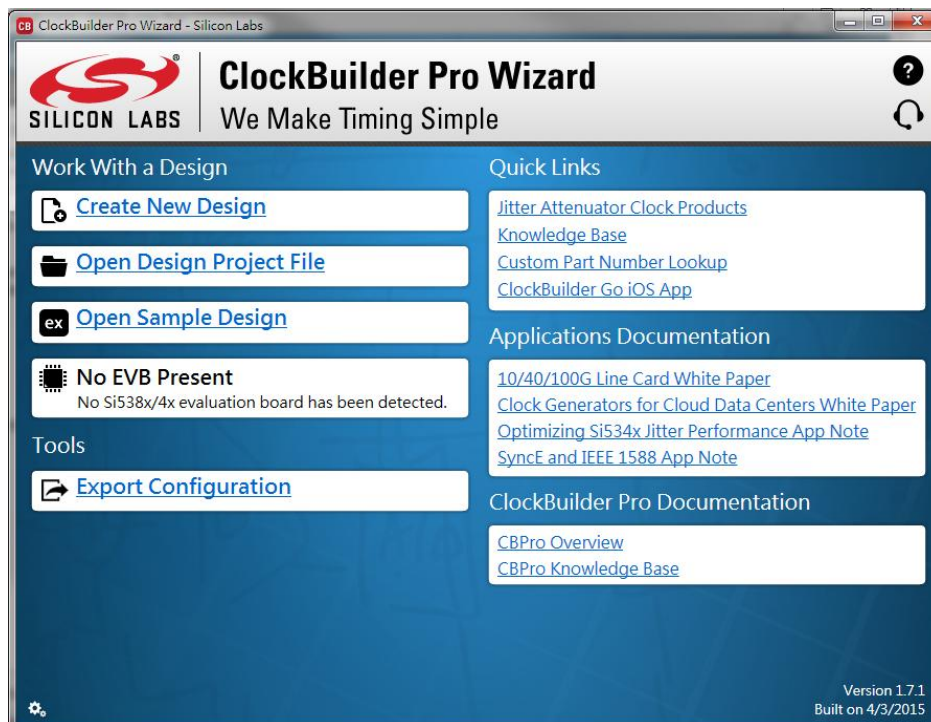 CB ClockBuilder Pro Wizard - Silicon Labs
SILICON LABS
®
ClockBuilder Pro Wizard
We Make Timing Simple
?
Work With a Design
Create New Design
Open Design Project File
ex Open Sample Design
No EVB Present
No Si538x/4x evaluation board has been detected.
Tools
Export Configuration
Quick Links
Jitter Attenuator Clock Products
Knowledge Base
Custom Part Number Lookup
ClockBuilder Go iOS App
Applications Documentation
10/40/100G Line Card White Paper
Clock Generators for Cloud Data Centers White Paper
Optimizing Si534x Jitter Performance App Note
SyncE and IEEE 1588 App Note
ClockBuilder Pro Documentation
CBPro Overview
CBPro Knowledge Base
Version 1.7.1
Built on 4/3/2015